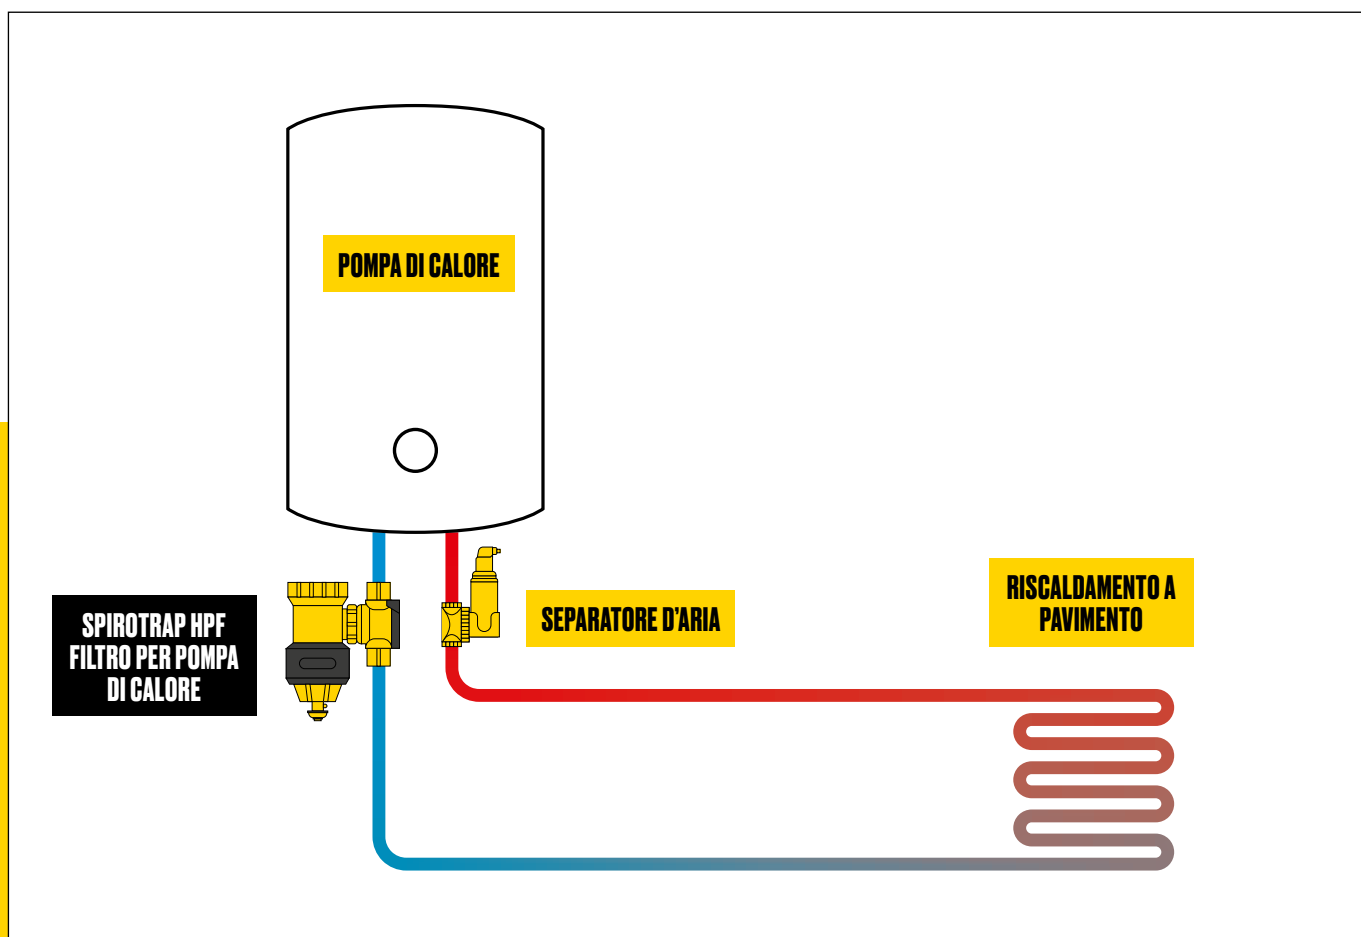 POMPA DI CALORE
SPIROTRAP HPF
FILTRO PER POMPA
DI CALORE
SEPARATORE D'ARIA
RISCALDAMENTO A
PAVIMENTO